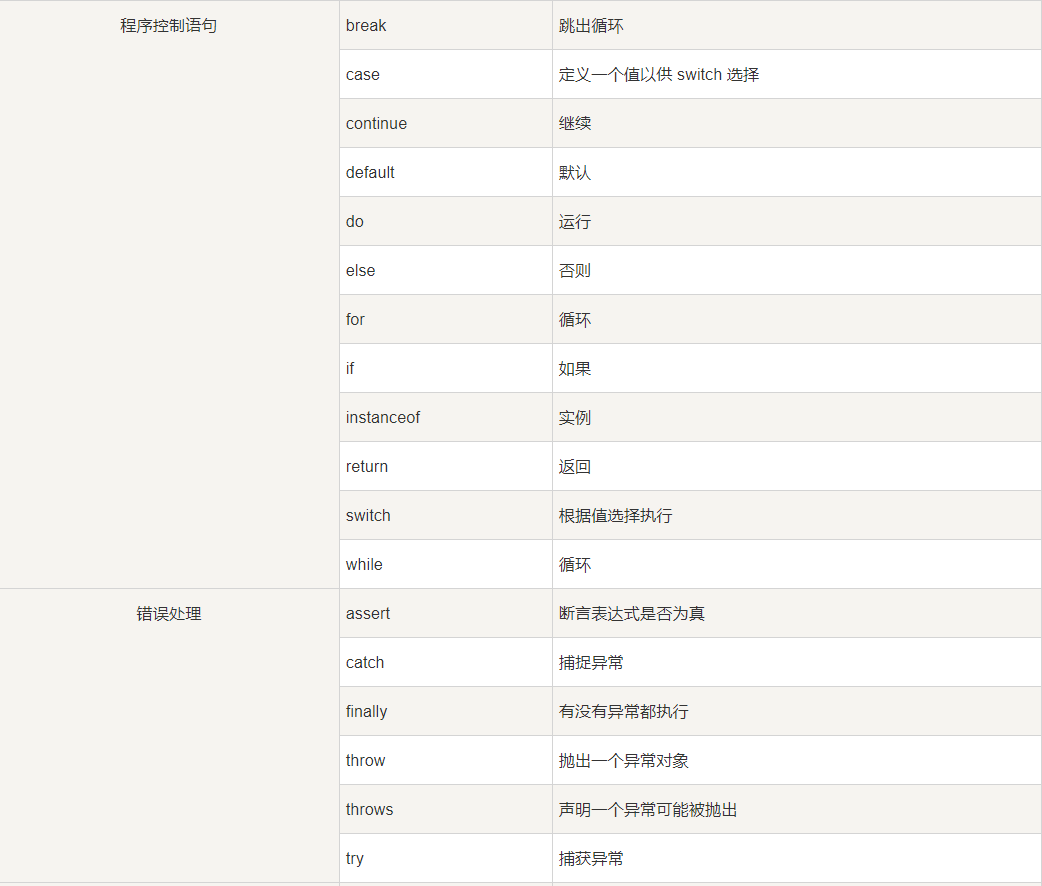 程序控制语句 break 跳出循环
case 定义一个值以供 switch 选择
continue 继续
default 默认
do 运行
else 否则
for 循环
if 如果
instanceof 实例
return 返回
switch 根据值选择执行
while 循环
错误处理 assert 断言表达式是否为真
catch 捕捉异常
finally 有没有异常都执行
throw 抛出一个异常对象
throws 声明一个异常可能被抛出
try 捕获异常